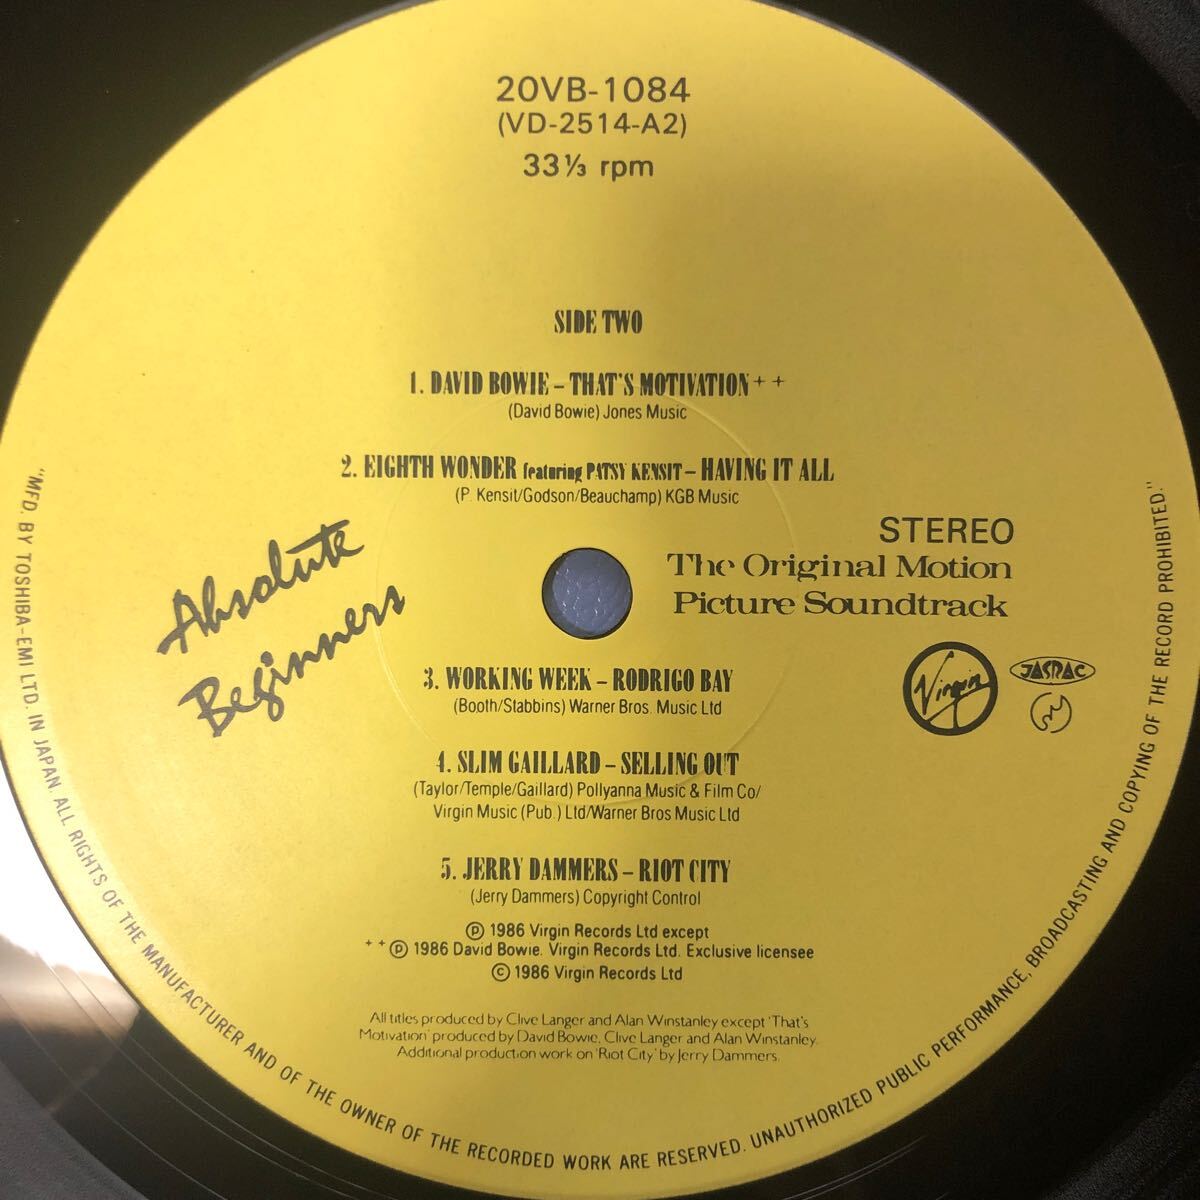 20VB-1084
(VD-2514-A2)
33⅓ rpm
SIDE TWO
1. DAVID BOWIE – THAT'S MOTIVATION + +
(David Bowie) Jones Music
2. EIGHTH WONDER featuring PATSY KENSIT – HAVING IT ALL
(P. Kensit/Godson/Beauchamp) KGB Music
STEREO
The Original Motion
Picture Soundtrack
Absolute
Beginners
Virgin
JASRAC
3. WORKING WEEK – RODRIGO BAY
(Booth/Stabbins) Warner Bros. Music Ltd
4. SLIM GAILLARD – SELLING OUT
(Taylor/Temple/Gaillard) Pollyanna Music & Film Co/
Virgin Music (Pub.) Ltd/Warner Bros Music Ltd
5. JERRY DAMMERS – RIOT CITY
(Jerry Dammers) Copyright Control
℗ 1986 Virgin Records Ltd except
++ ℗ 1986 David Bowie. Virgin Records Ltd. Exclusive licensee
© 1986 Virgin Records Ltd
All titles produced by Clive Langer and Alan Winstanley except 'That's
Motivation' produced by David Bowie, Clive Langer and Alan Winstanley.
Additional production work on 'Riot City' by Jerry Dammers.
"MFD. BY TOSHIBA-EMI LTD. IN JAPAN. ALL RIGHTS OF THE MANUFACTURER AND OF THE OWNER OF THE RECORDED WORK ARE RESERVED. UNAUTHORIZED PUBLIC PERFORMANCE, BROADCASTING AND COPYING OF THE RECORD PROHIBITED."